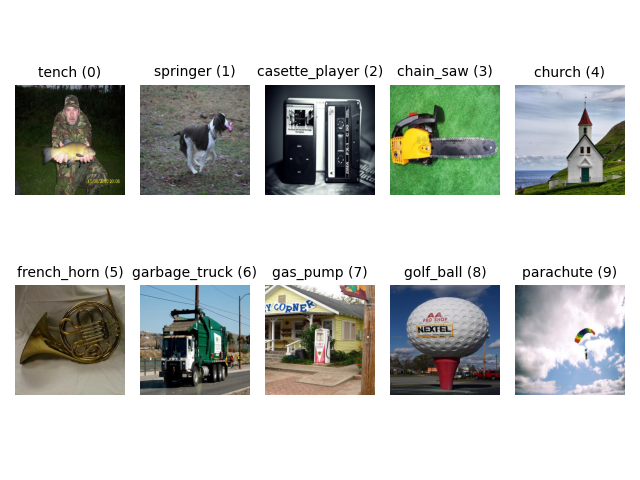 tench (0)
springer (1)
casette_player (2)
chain_saw (3)
church (4)
french_horn (5)
garbage_truck (6)
gas_pump (7)
golf_ball (8)
parachute (9)
Y CORNER
PRO SHOP
NEXTEL